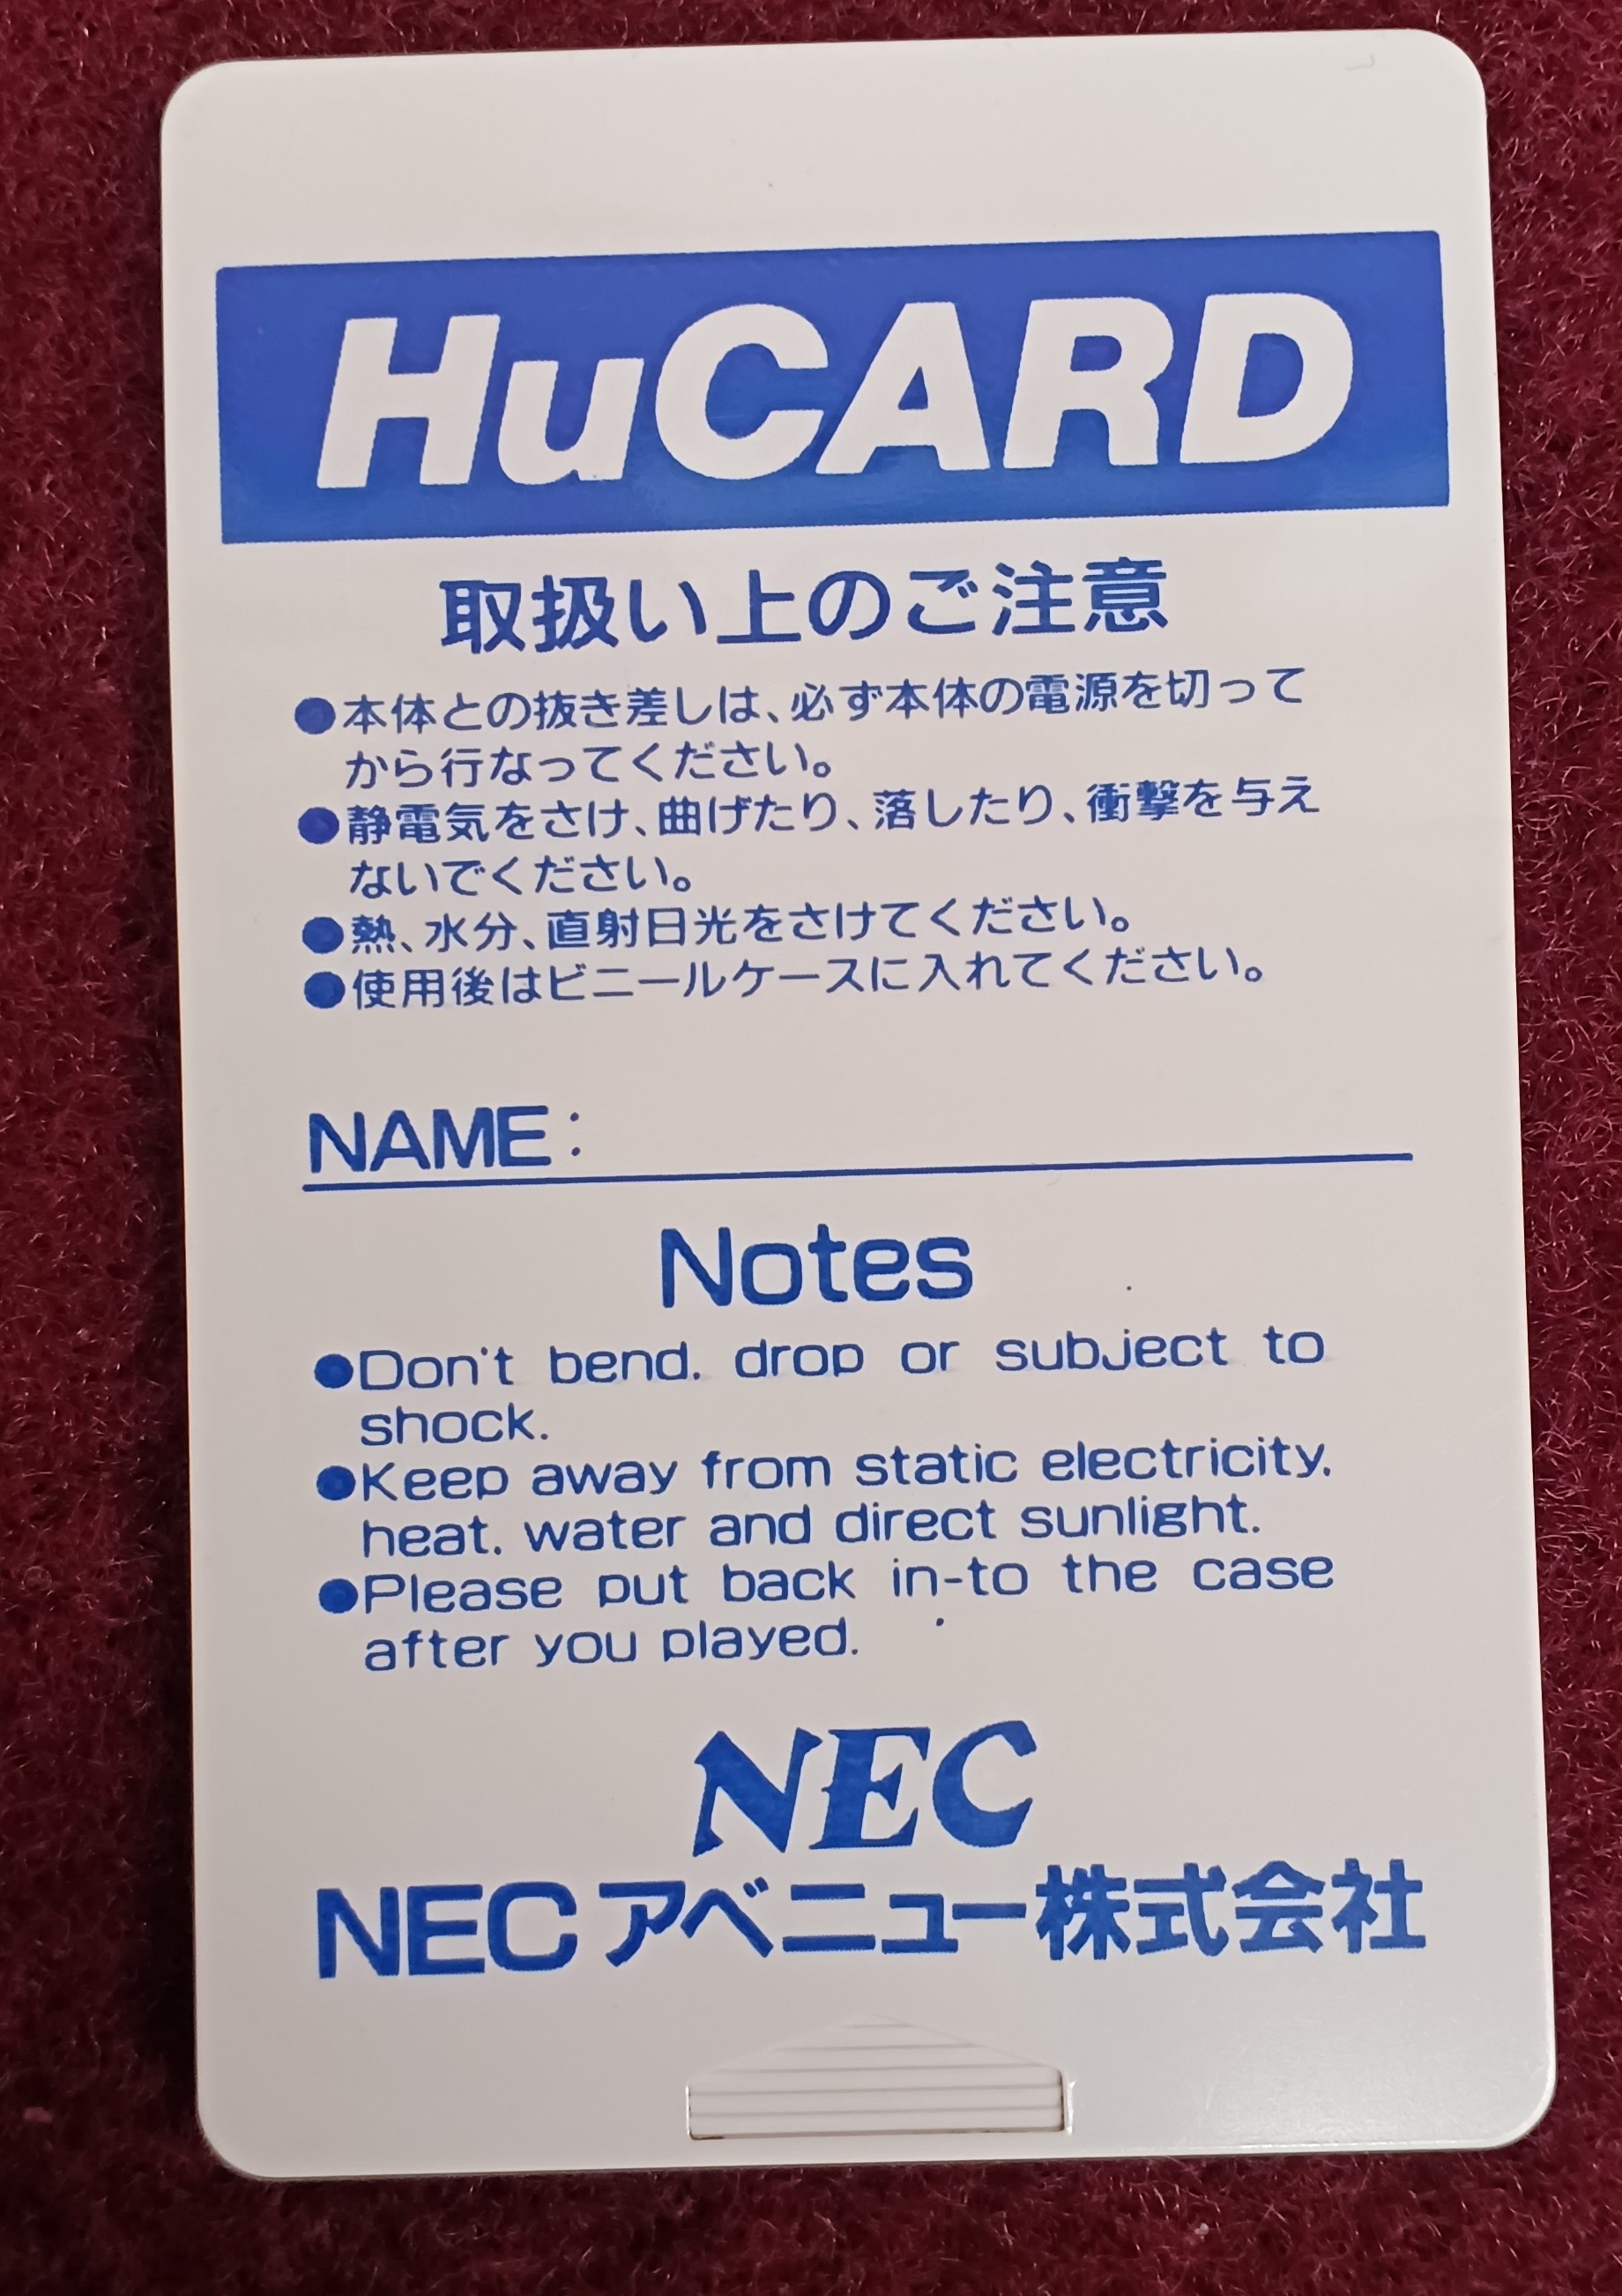 HuCARD
取扱い上のご注意
●本体との抜き差しは、必ず本体の電源を切って
から行なってください。
●静電気をさけ、曲げたり、落したり、衝撃を与え
ないでください。
●熱、水分、直射日光をさけてください。
●使用後はビニールケースに入れてください。
NAME:
Notes
●Don't bend, drop or subject to
shock.
●Keep away from static electricity,
heat, water and direct sunlight.
●Please put back in-to the case
after you played.
NEC
NECアベニュー株式会社